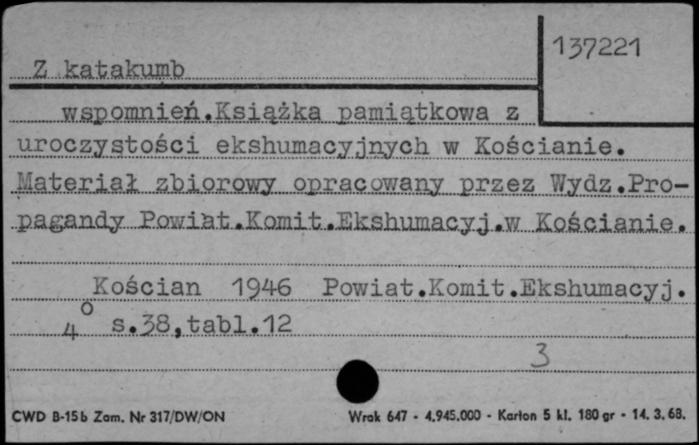 137221
Z katakumb
wspomnień.Książka pamiątkowa z
uroczystości ekshumacyjnych w Kościanie.
Materiał zbiorowy opracowany przez Wydz.Pro-
pagandy Powiat.Komit.Ekshumacyj.w Kościanie.
Kościan 1946 Powiat.Komit.Ekshumacyj.
4° s.38,tabl.12
3
CWD B-15b Zam. Nr 317/DW/ON Wrak 647 - 4.945.000 - Karton 5 kl. 180 gr - 14. 3. 68.